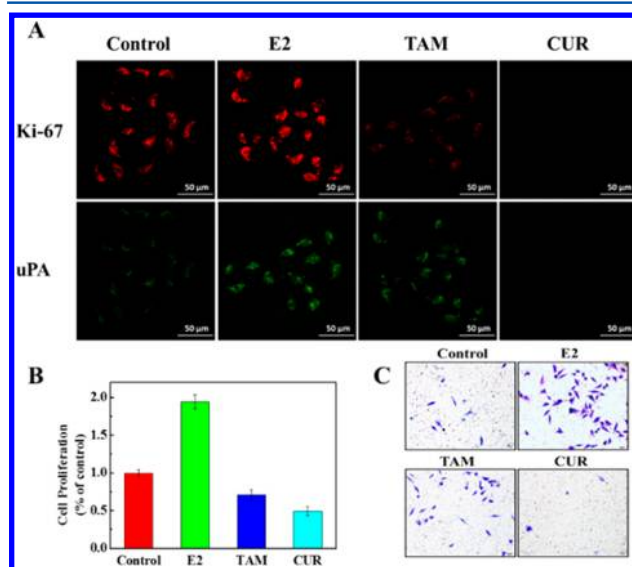 A
Control E2 TAM CUR
Ki-67
50 μm 50 μm 50 μm 50 μm
uPA
50 μm 50 μm 50 μm 50 μm
B
Cell Proliferation
(% of control)
2.0
1.5
1.0
0.5
0.0
Control E2 TAM CUR
C
Control E2
TAM CUR